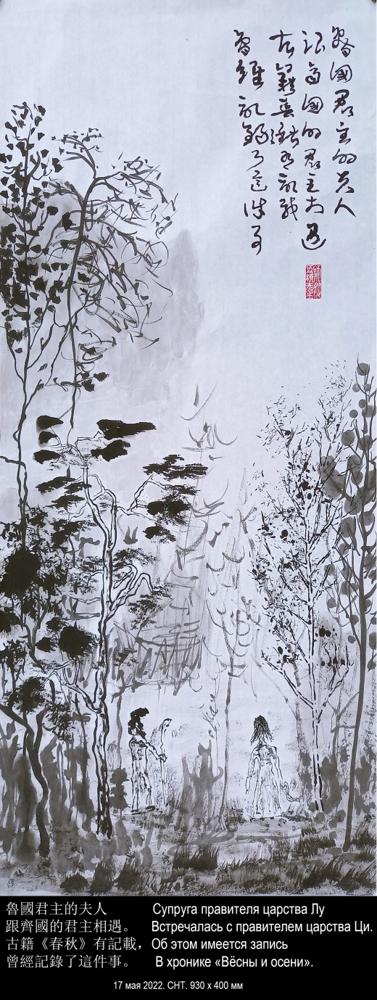 魯國君主的夫人
跟齊國的君主相遇
古籍春秋有記載
曾經記錄了這件事
魯國君主的夫人
跟齊國的君主相遇。
古籍《春秋》有記載，
曾經記錄了這件事。
Супруга правителя царства Лу
Встречалась с правителем царства Ци.
Об этом имеется запись
В хронике «Вёсны и осени».
17 мая 2022. СНТ. 930 х 400 мм